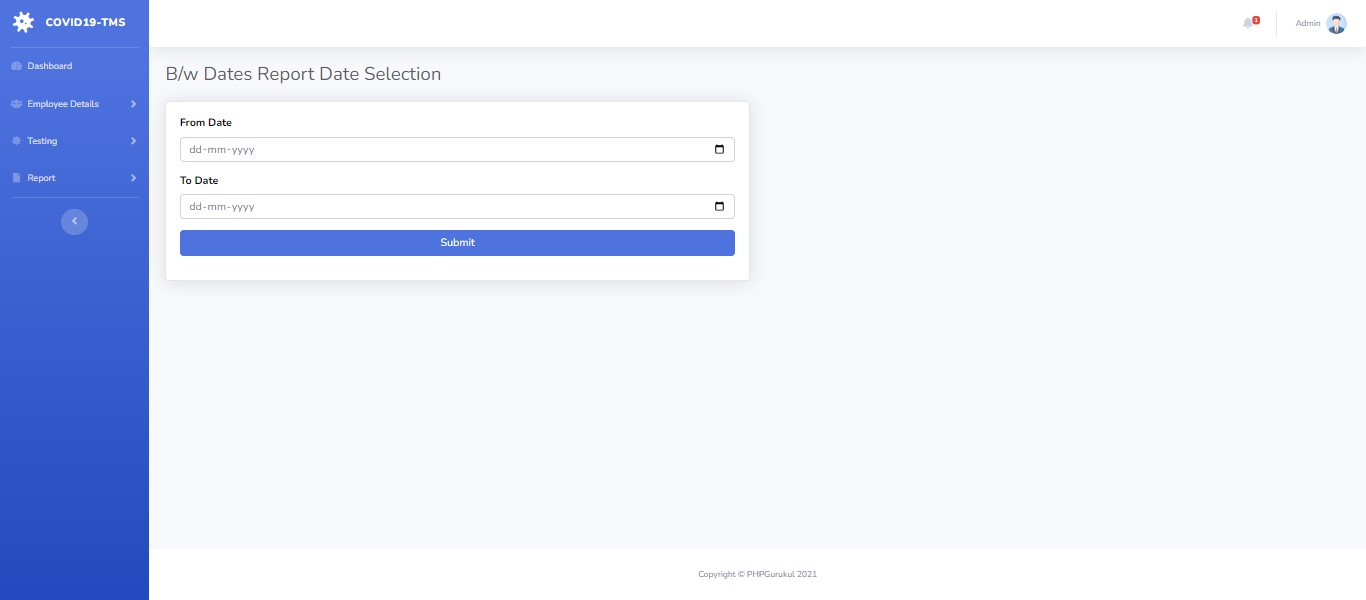 COVID19-TMS
Dashboard
Employee Details
Testing
Report
1
Admin
B/w Dates Report Date Selection
From Date
dd-mm-yyyy
To Date
dd-mm-yyyy
Submit
Copyright © PHPGurukul 2021